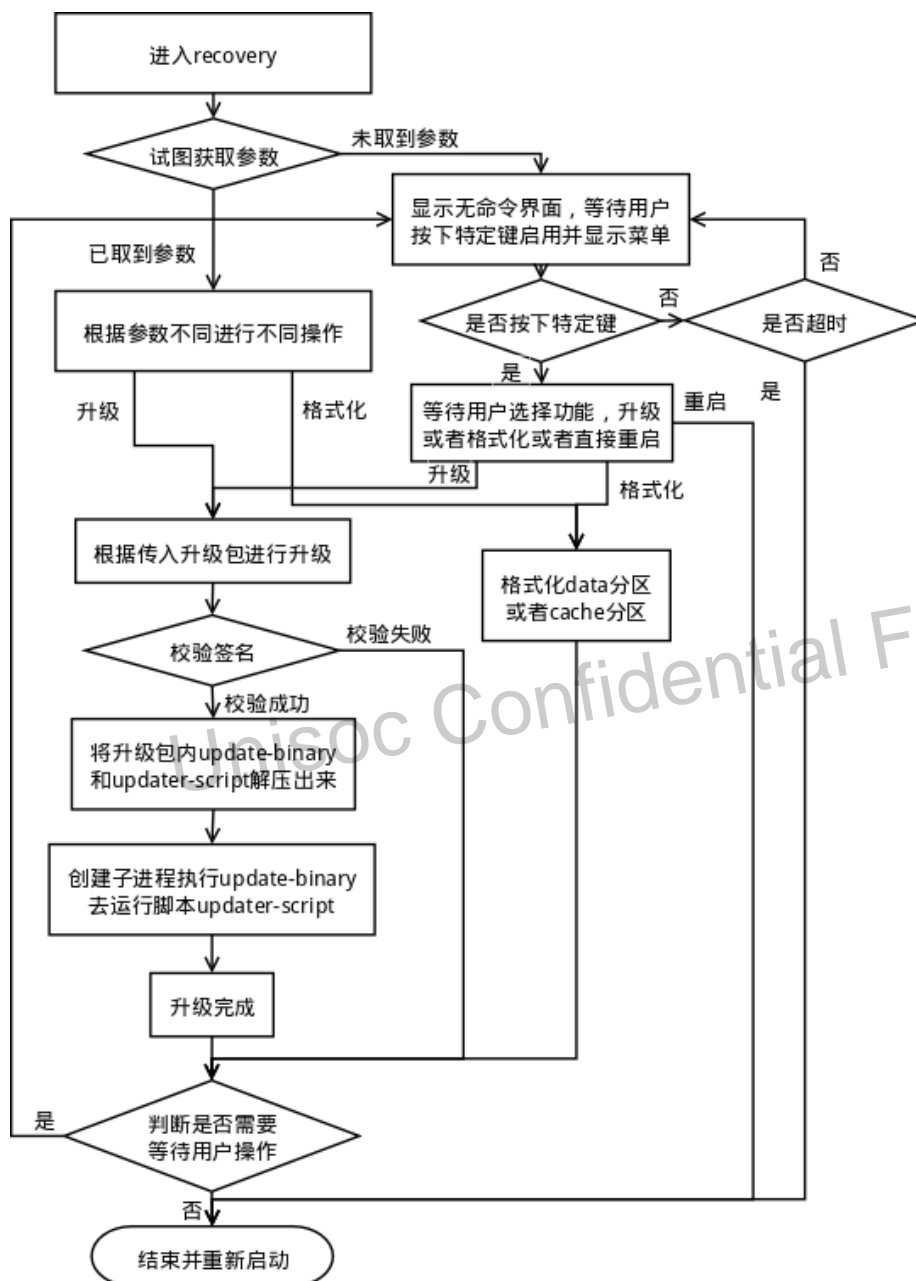 进入recovery
试图获取参数
未取到参数
显示无命令界面，等待用户
按下特定键启用并显示菜单
已取到参数
否
根据参数不同进行不同操作
是否按下特定键
否
是否超时
是
是
升级
格式化
等待用户选择功能，升级
或者格式化或者直接重启
重启
升级
格式化
根据传入升级包进行升级
格式化data分区
或者cache分区
校验签名
校验失败
校验成功
Unisoc Confidential F
将升级包内update-binary
和updater-script解压出来
创建子进程执行update-binary
去运行脚本updater-script
升级完成
是
判断是否需要
等待用户操作
否
结束并重新启动